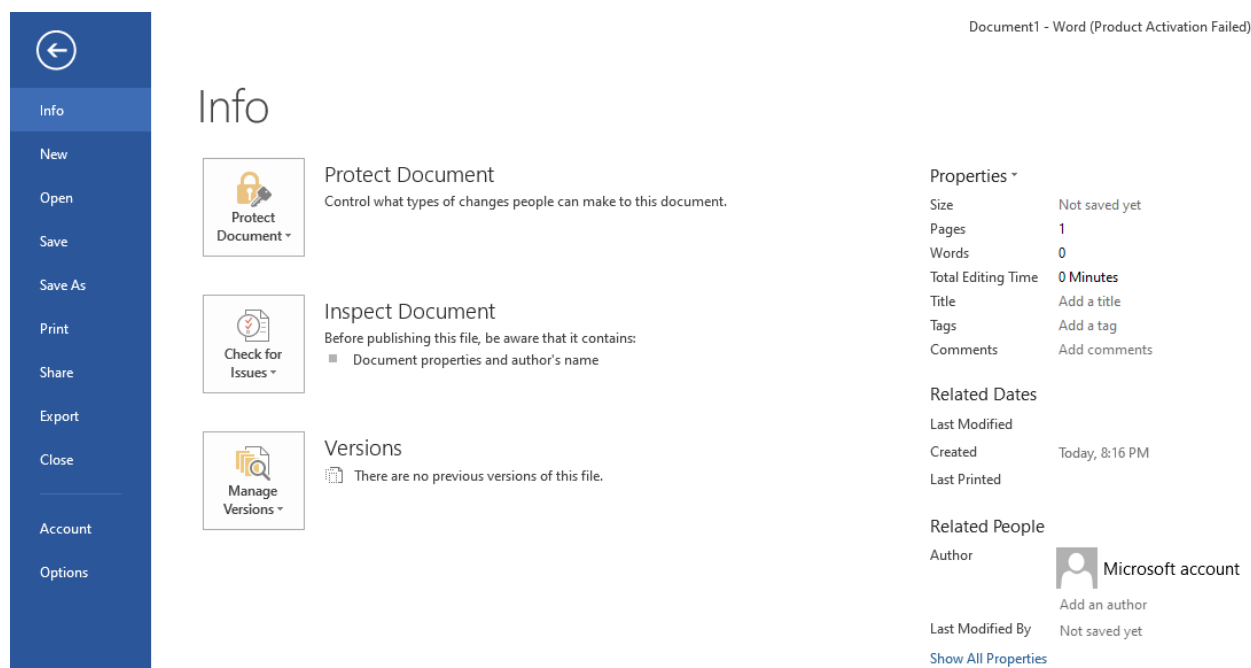 Document1 - Word (Product Activation Failed)
Info
New
Open
Save
Save As
Print
Share
Export
Close
Account
Options
Info
Protect
Document
Protect Document
Control what types of changes people can make to this document.
Check for
Issues
Inspect Document
Before publishing this file, be aware that it contains:
Document properties and author's name
Manage
Versions
Versions
There are no previous versions of this file.
Properties
Size Not saved yet
Pages 1
Words 0
Total Editing Time 0 Minutes
Title Add a title
Tags Add a tag
Comments Add comments
Related Dates
Last Modified
Created Today, 8:16 PM
Last Printed
Related People
Author Microsoft account
Add an author
Last Modified By Not saved yet
Show All Properties